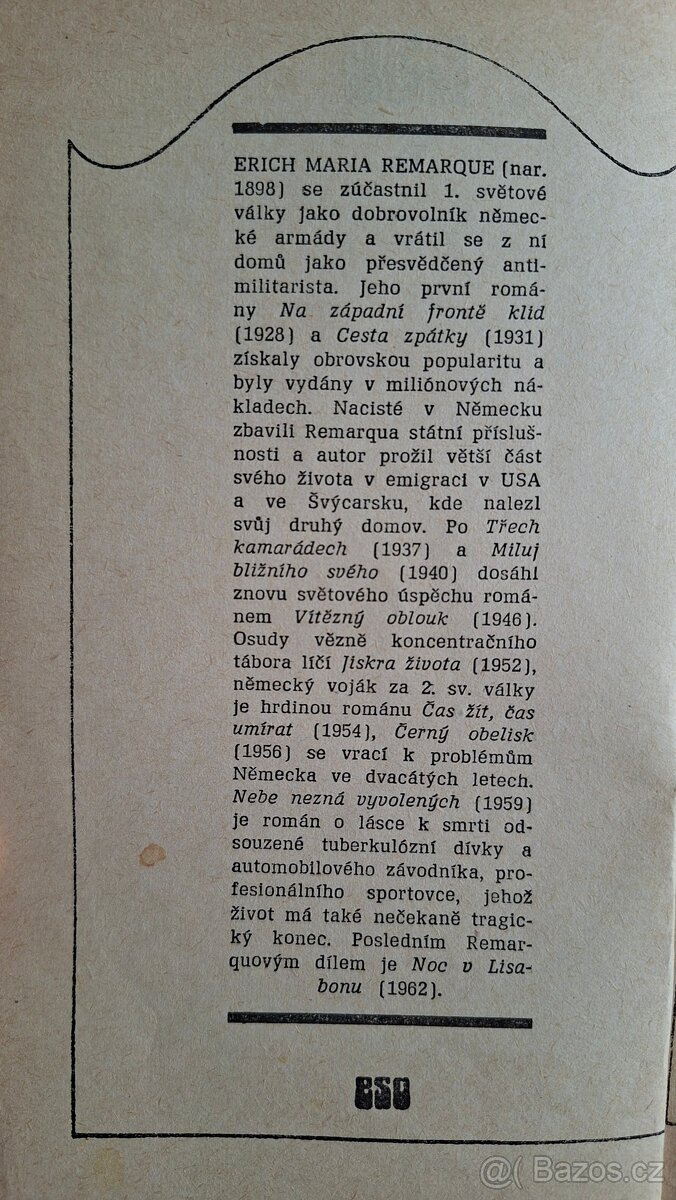 ERICH MARIA REMARQUE (nar.
1898) se zúčastnil 1. světové
války jako dobrovolník němec-
ké armády a vrátil se z ní
domů jako přesvědčený anti-
militarista. Jeho první romá-
ny Na západní frontě klid
(1928) a Cesta zpátky (1931)
získaly obrovskou popularitu a
byly vydány v miliónových ná-
kladech. Nacisté v Německu
zbavili Remarqua státní přísluš-
nosti a autor prožil větší část
svého života v emigraci v USA
a ve Švýcarsku, kde nalezl
svůj druhý domov. Po Třech
kamarádech (1937) a Miluj
bližního svého (1940) dosáhl
znovu světového úspěchu romá-
nem Vítězný oblouk (1946).
Osudy vězně koncentračního
tábora líčí Jiskra života (1952),
německý voják za 2. sv. války
je hrdinou románu Čas žít, čas
umírat (1954), Černý obelisk
(1956) se vrací k problémům
Německa ve dvacátých letech.
Nebe nezná vyvolených (1959)
je román o lásce k smrti od-
souzené tuberkulózní dívky a
automobilového závodníka, pro-
fesionálního sportovce, jehož
život má také nečekaně tragic-
ký konec. Posledním Remar-
quovým dílem je Noc v Lisa-
bonu (1962).
eso
@( Bazos.cz